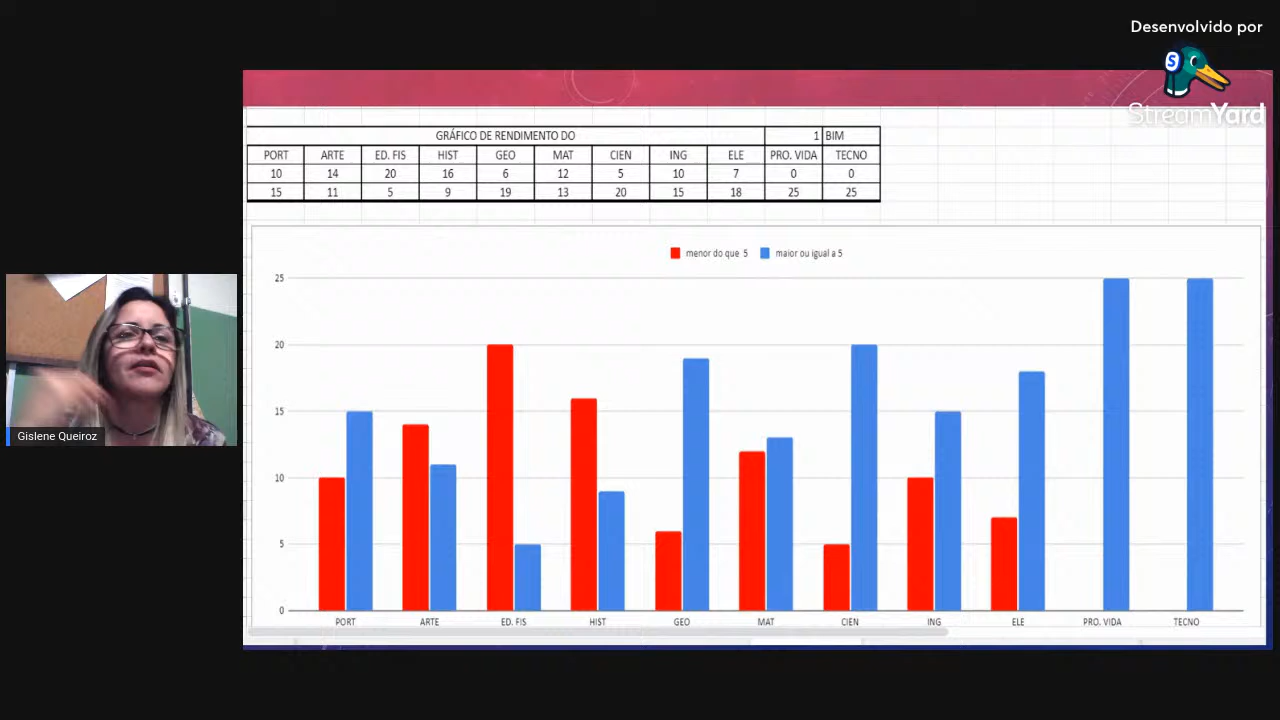 Desenvolvido por
StreamYard
GRÁFICO DE RENDIMENTO DO 1 BIM
PORT ARTE ED. FIS HIST GEO MAT CIEN ING ELE PRO. VIDA TECNO
10 14 20 16 6 12 5 10 7 0 0
15 11 5 9 19 13 20 15 18 25 25
menor do que 5 maior ou igual a 5
25
20
15
10
5
0
PORT ARTE ED. FIS HIST GEO MAT CIEN ING ELE PRO. VIDA TECNO
Gislene Queiroz